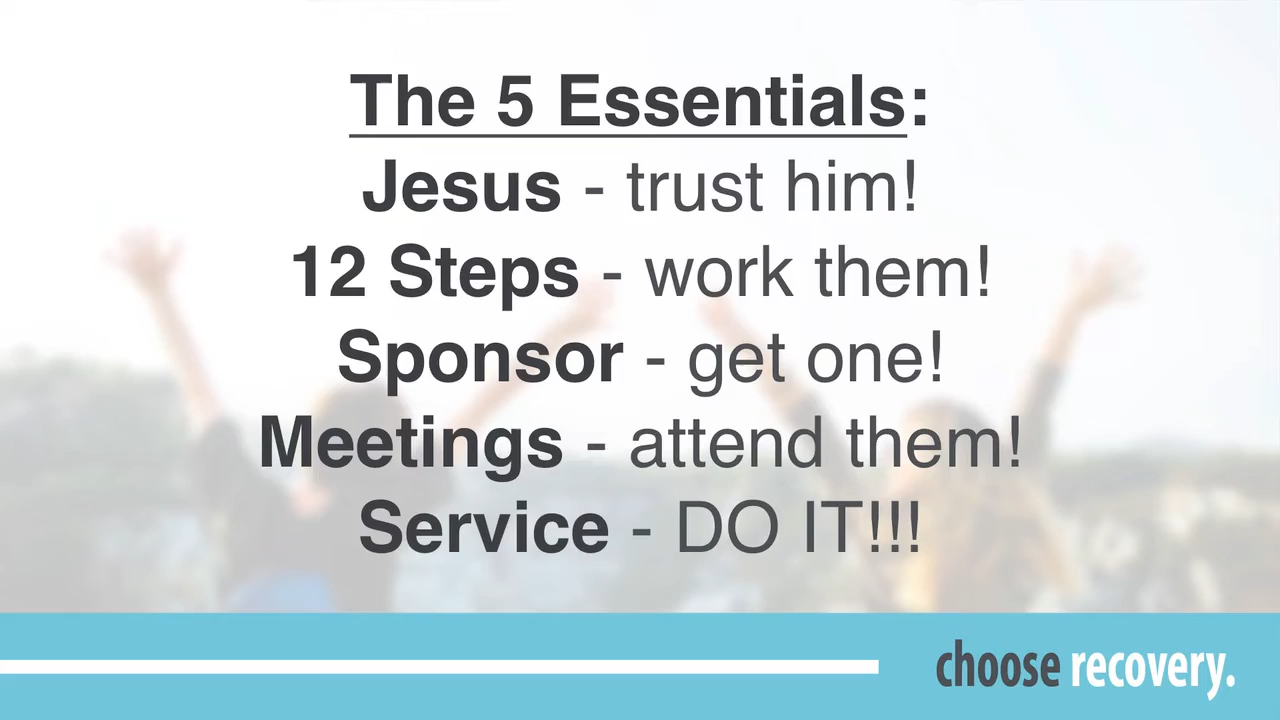 The 5 Essentials:
Jesus - trust him!
12 Steps - work them!
Sponsor - get one!
Meetings - attend them!
Service - DO IT!!!
choose recovery.